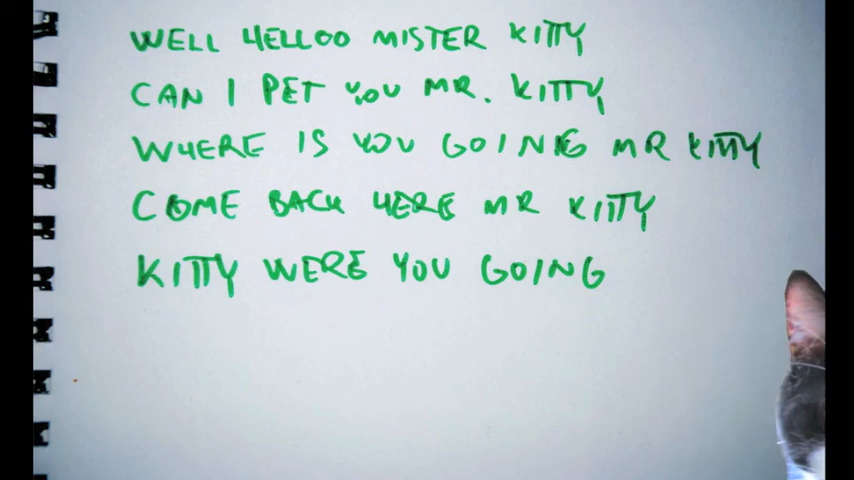 WELL HELLOO MISTER KITTY
CAN I PET YOU MR. KITTY
WHERE IS YOU GOING MR KITTY
COME BACK HERE MR KITTY
KITTY WERE YOU GOING